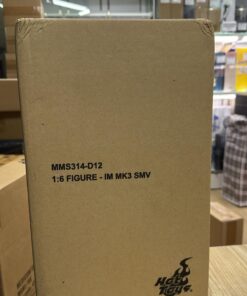 MMS314-D12
1:6 FIGURE - IM MK3 SMV
Hot
Toys